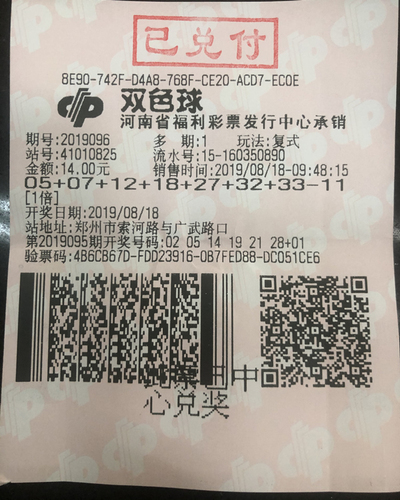 已兑付
8E90-742F-D4A8-768F-CE20-ACD7-EC0E
双色球
河南省福利彩票发行中心承销
期号:2019096 多 期:1 玩法:复式
站号:41010825 流水号:15-160350890
金额:14.00元 销售时间:2019/08/18-09:48:15
05+07+12+18+27+32+33-11
[1倍]
开奖日期:2019/08/18
站点地址:郑州市索河路与广武路口
第2019095期开奖号码:02 05 14 19 21 28+01
验票码:4B6CB67D-FDD23916-0B7FED88-DC051CE6
此票已中
心兑奖